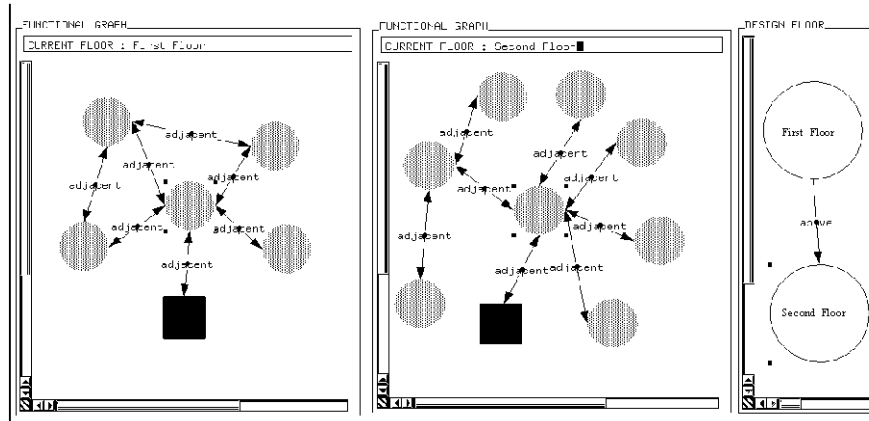 FUNCTIONAL GRAPH
CURRENT FLOOR : First Floor
adjacent
adjacent
adjacent
adjacent
adjacent
adjacent
adjacent
FUNCTIONAL GRAPH
CURRENT FLOOR : Second Floor
adjacent
adjacent
adjacent
adjacent
adjacent
adjacent
adjacent
adjacent
DESIGN FLOOR
First Floor
above
Second Floor